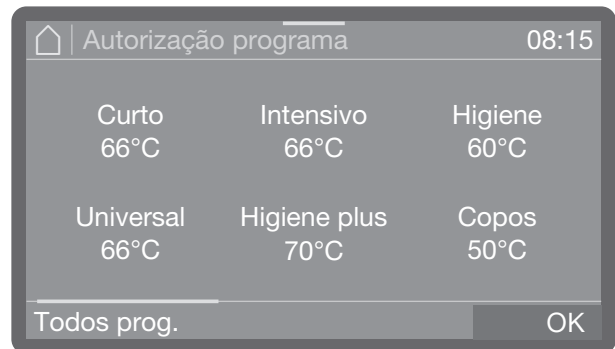 Autorização programa 08:15
Curto Intensivo Higiene
66°C 66°C 60°C
Universal Higiene plus Copos
66°C 70°C 50°C
Todos prog. OK